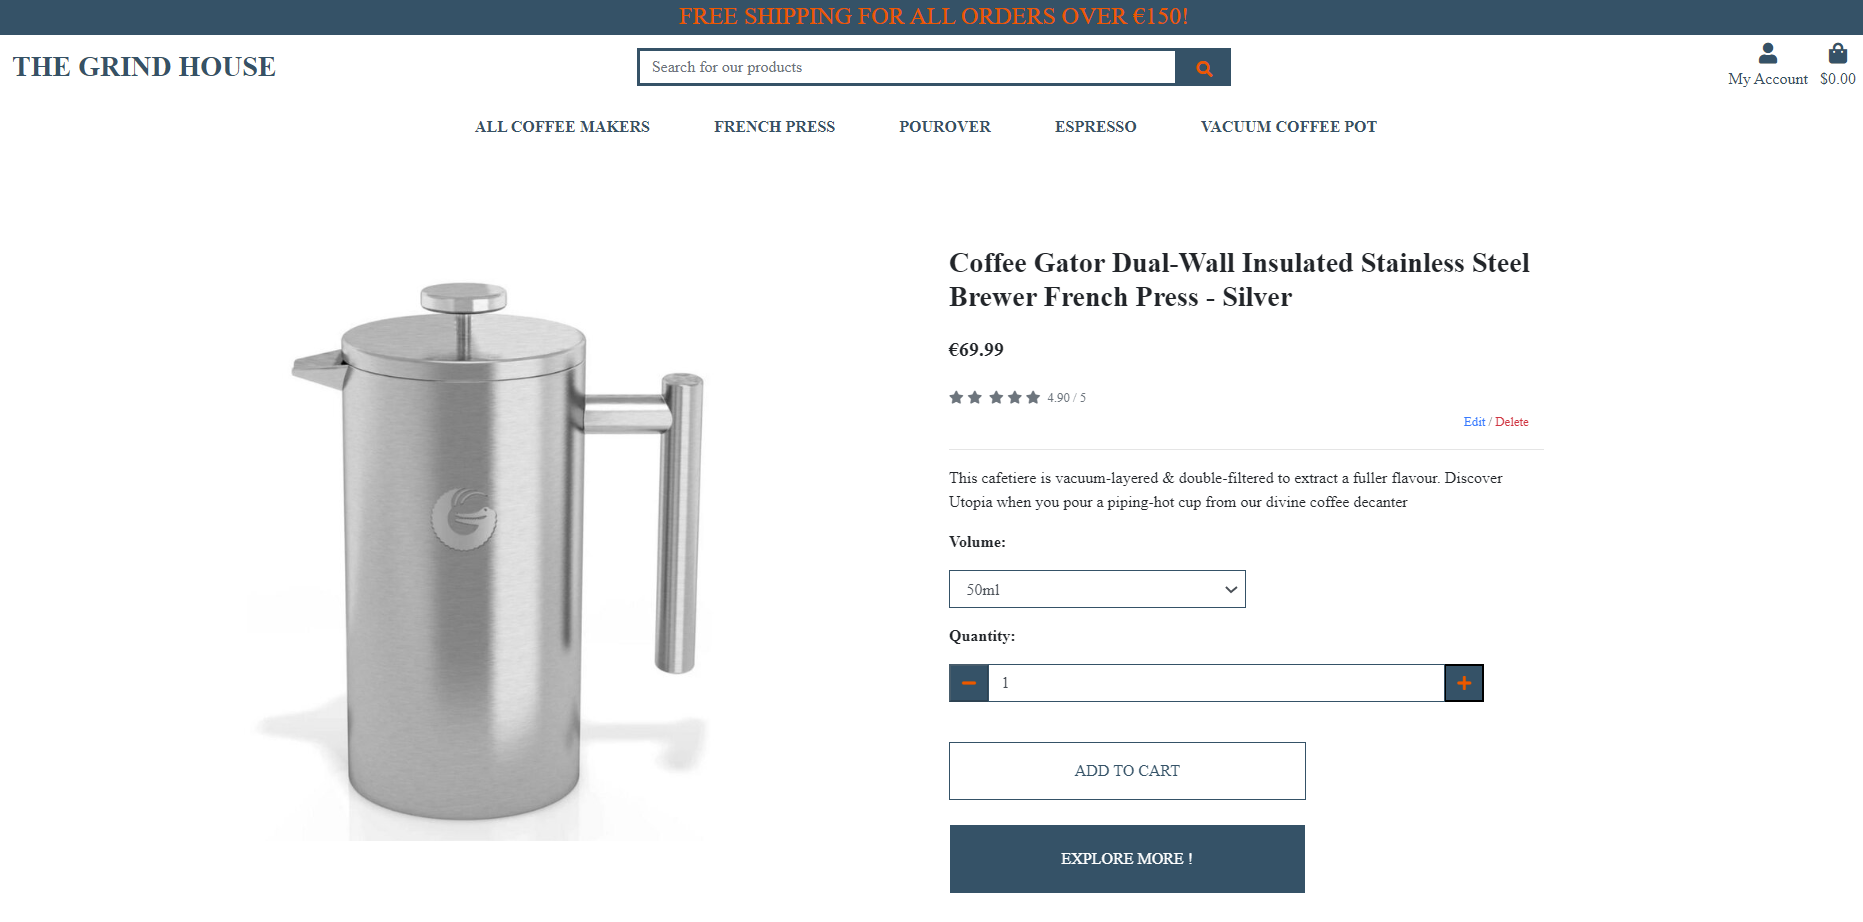 FREE SHIPPING FOR ALL ORDERS OVER €150!
THE GRIND HOUSE
Search for our products
My Account
$0.00
ALL COFFEE MAKERS
FRENCH PRESS
POUROVER
ESPRESSO
VACUUM COFFEE POT
Coffee Gator Dual-Wall Insulated Stainless Steel
Brewer French Press - Silver
€69.99
4.90 / 5
Edit / Delete
This cafetiere is vacuum-layered & double-filtered to extract a fuller flavour. Discover
Utopia when you pour a piping-hot cup from our divine coffee decanter
Volume:
50ml
Quantity:
1
ADD TO CART
EXPLORE MORE !